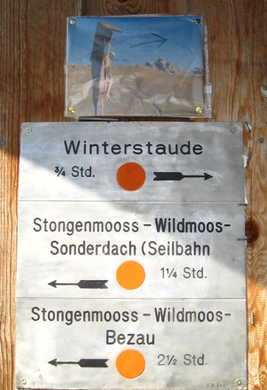 Winterstaude
¾ Std.
Stongenmooss - Wildmoos-
Sonderdach (Seilbahn
1¼ Std.
Stongenmooss - Wildmoos-
Bezau
2½ Std.